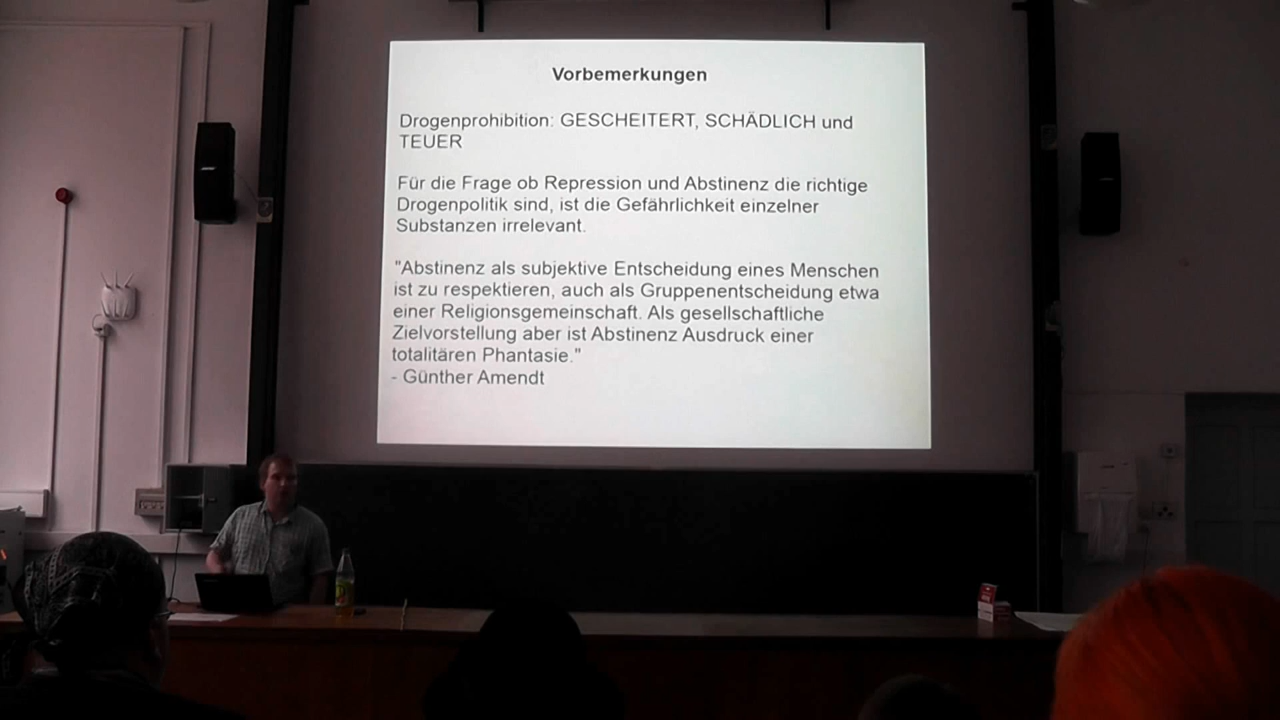 Vorbemerkungen
Drogenprohibition: GESCHEITERT, SCHÄDLICH und
TEUER
Für die Frage ob Repression und Abstinenz die richtige
Drogenpolitik sind, ist die Gefährlichkeit einzelner
Substanzen irrelevant.
"Abstinenz als subjektive Entscheidung eines Menschen
ist zu respektieren, auch als Gruppenentscheidung etwa
einer Religionsgemeinschaft. Als gesellschaftliche
Zielvorstellung aber ist Abstinenz Ausdruck einer
totalitären Phantasie."
- Günther Amendt